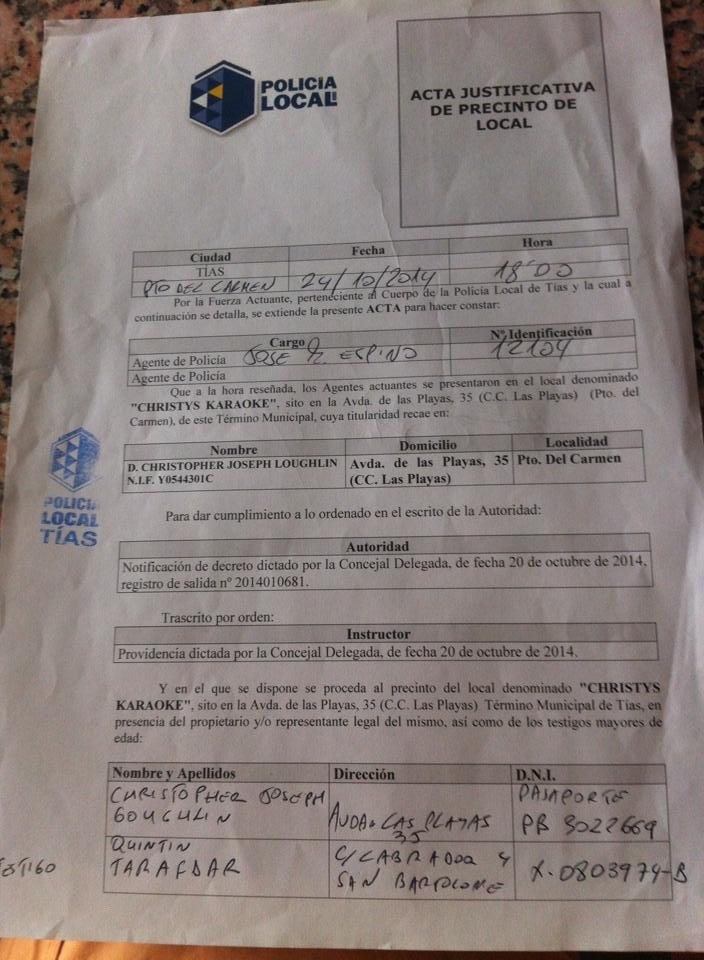 POLICIA
LOCAL
ACTA JUSTIFICATIVA
DE PRECINTO DE
LOCAL
Ciudad Fecha Hora
TÍAS
PTO DEL CARMEN 24/10/2014 18'00
Por la Fuerza Actuante, perteneciente al Cuerpo de la Policía Local de Tías y la cual a
continuación se detalla, se extiende la presente ACTA para hacer constar:
Cargo Nº Identificación
Agente de Policía JOSE ESPINO 12104
Agente de Policía
Que a la hora reseñada, los Agentes actuantes se presentaron en el local denominado
"CHRISTYS KARAOKE", sito en la Avda. de las Playas, 35 (C.C. Las Playas) (Pto. del
Carmen), de este Término Municipal, cuya titularidad recae en:
Nombre Domicilio Localidad
D. CHRISTOPHER JOSEPH LOUGHLIN Avda. de las Playas, 35 Pto. Del Carmen
N.I.F. Y0544301C (CC. Las Playas)
POLICIA
LOCAL
TÍAS
Para dar cumplimiento a lo ordenado en el escrito de la Autoridad:
Autoridad
Notificación de decreto dictado por la Concejal Delegada, de fecha 20 de octubre de 2014,
registro de salida nº 2014010681.
Trascrito por orden:
Instructor
Providencia dictada por la Concejal Delegada, de fecha 20 de octubre de 2014.
Y en el que se dispone se proceda al precinto del local denominado "CHRISTYS
KARAOKE", sito en la Avda. de las Playas, 35 (C.C. Las Playas) Término Municipal de Tías, en
presencia del propietario y/o representante legal del mismo, así como de los testigos mayores de
edad:
Nombre y Apellidos Dirección D.N.I.
CHRISTOPHER JOSEPH PASAPORTE
GOUGHLIN AVDA. LAS PLAYAS 35 PB 3022669
QUINTIN C/ LABRADOR 4 X-0803974-B
TARAFDAR SAN BARTOLOME